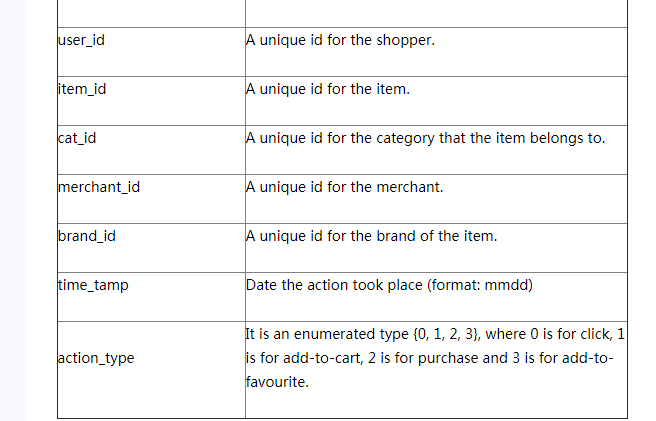 user_id
A unique id for the shopper.
item_id
A unique id for the item.
cat_id
A unique id for the category that the item belongs to.
merchant_id
A unique id for the merchant.
brand_id
A unique id for the brand of the item.
time_tamp
Date the action took place (format: mmdd)
action_type
It is an enumerated type {0, 1, 2, 3}, where 0 is for click, 1
is for add-to-cart, 2 is for purchase and 3 is for add-to-
favourite.